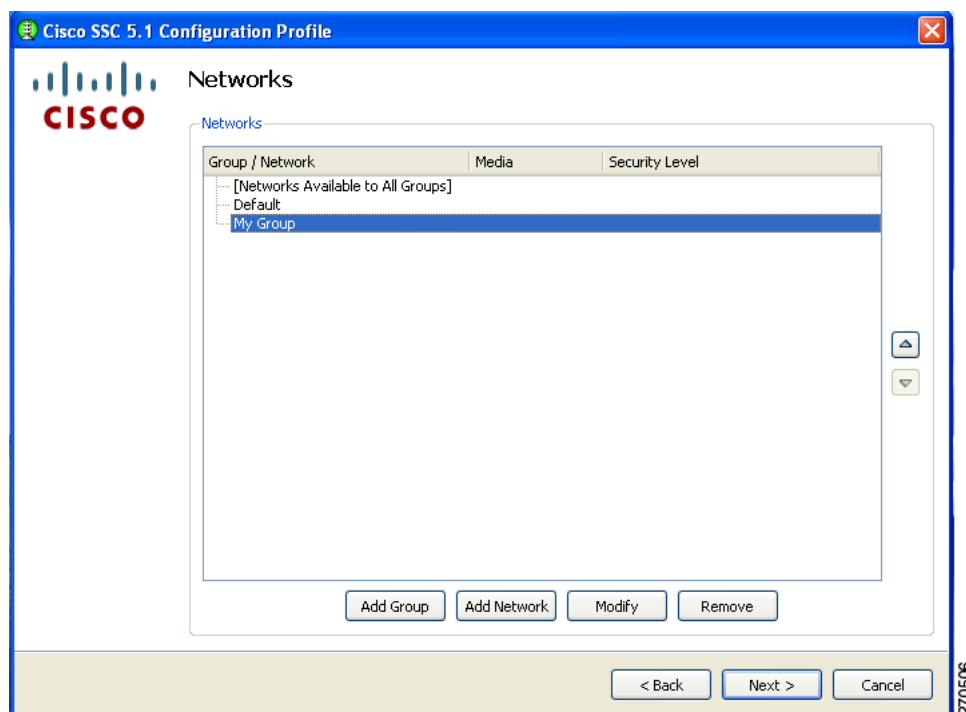 Cisco SSC 5.1 Configuration Profile
CISCO
Networks
Networks
Group / Network Media Security Level
[Networks Available to All Groups]
Default
My Group
Add Group Add Network Modify Remove
< Back Next > Cancel
270506